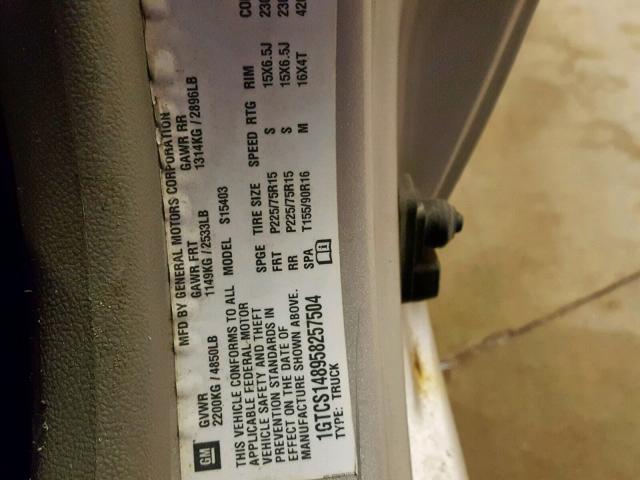 MFD BY GENERAL MOTORS CORPORATION
GM
GVWR GAWR FRT GAWR RR
2200KG / 4850LB 1149KG / 2533LB 1314KG / 2896LB
THIS VEHICLE CONFORMS TO ALL APPLICABLE FEDERAL-MOTOR VEHICLE SAFETY AND THEFT PREVENTION STANDARDS IN EFFECT ON THE DATE OF MANUFACTURE SHOWN ABOVE.
1GTCS148958257504
TYPE: TRUCK
MODEL S15403
SPGE TIRE SIZE SPEED RTG RIM
FRT P225/75R15 S 15X6.5J
RR P225/75R15 S 15X6.5J
SPA T155/90R16 M 16X4T